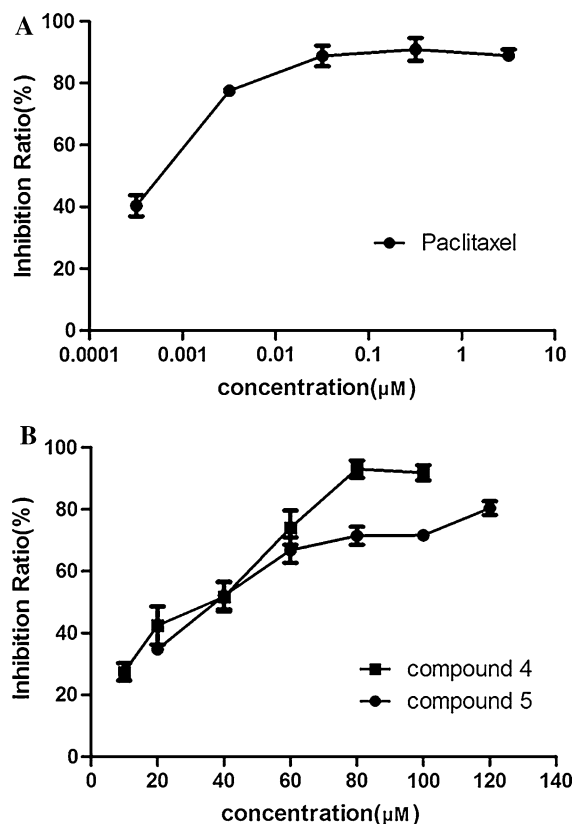 A
Inhibition Ratio(%)
100
80
60
40
20
0
Paclitaxel
0.0001 0.001 0.01 0.1 1 10
concentration(µM)
B
Inhibition Ratio(%)
100
80
60
40
20
0
compound 4
compound 5
0 20 40 60 80 100 120 140
concentration(µM)